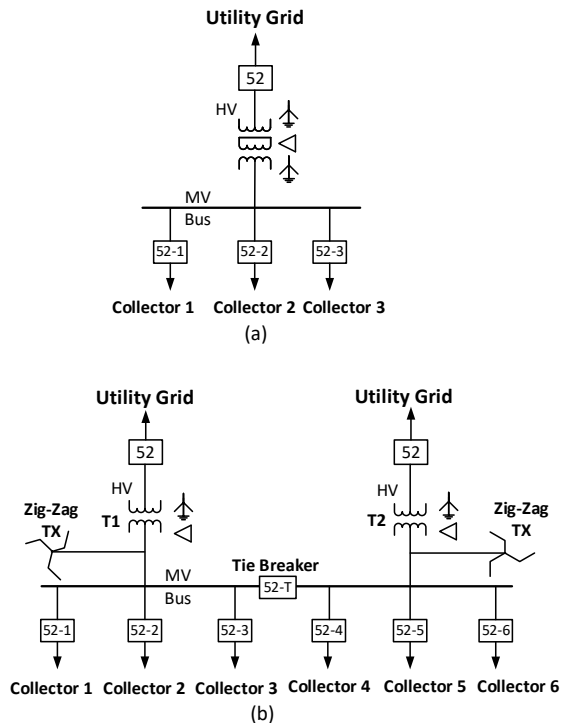 Utility Grid
52
HV
MV
Bus
52-1
52-2
52-3
Collector 1
Collector 2
Collector 3
(a)
Utility Grid
Utility Grid
52
52
HV
HV
Zig-Zag
TX
T1
T2
Zig-Zag
TX
Tie Breaker
MV
52-T
Bus
52-1
52-2
52-3
52-4
52-5
52-6
Collector 1
Collector 2
Collector 3
Collector 4
Collector 5
Collector 6
(b)